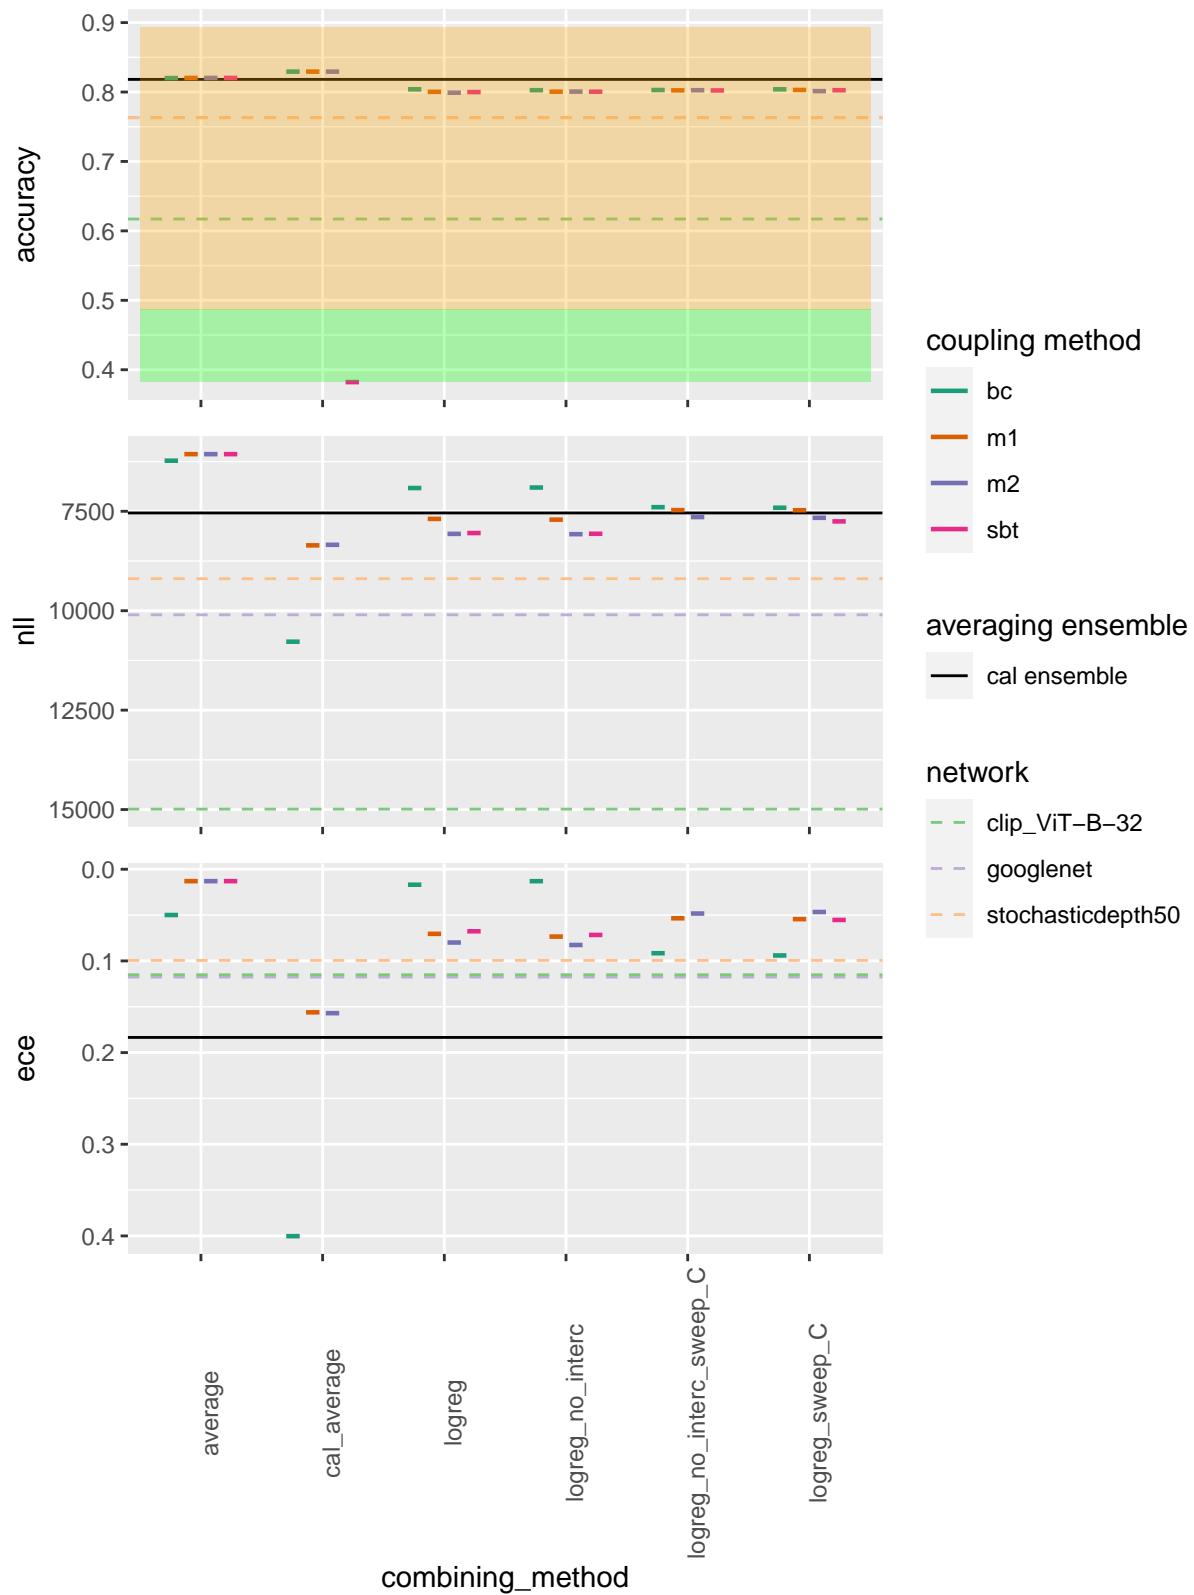 accuracy
0.9
0.8
0.7
0.6
0.5
0.4
nll
7500
10000
12500
15000
ece
0.0
0.1
0.2
0.3
0.4
average
cal_average
logreg
logreg_no_interc
logreg_no_interc_sweep_C
logreg_sweep_C
combining_method
coupling method
bc
m1
m2
sbt
averaging ensemble
cal ensemble
network
clip_ViT−B−32
googlenet
stochasticdepth50